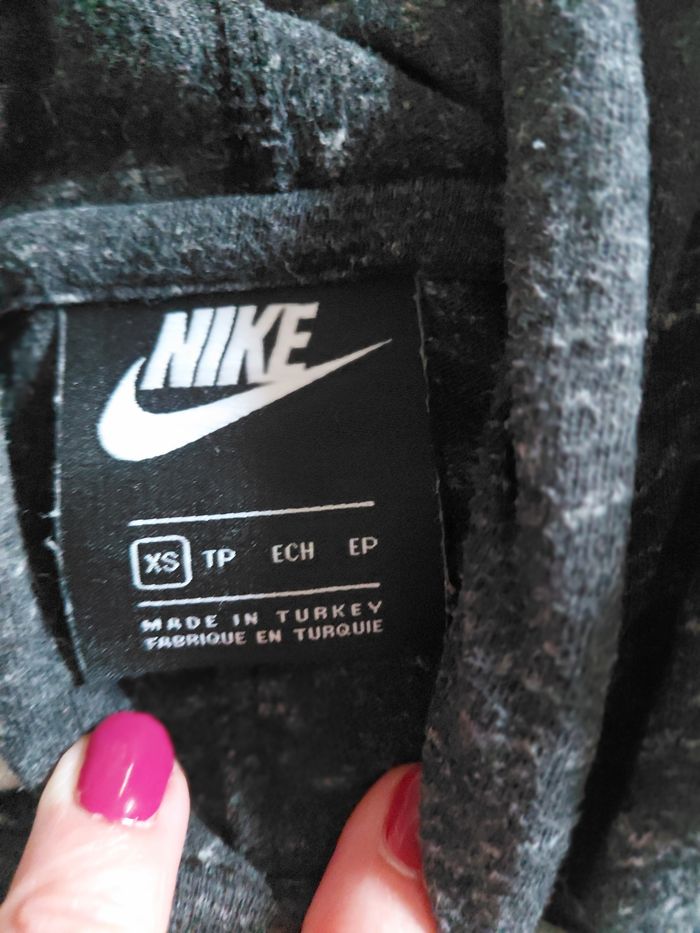 NIKE
XS TP ECH EP
MADE IN TURKEY
FABRIQUE EN TURQUIE